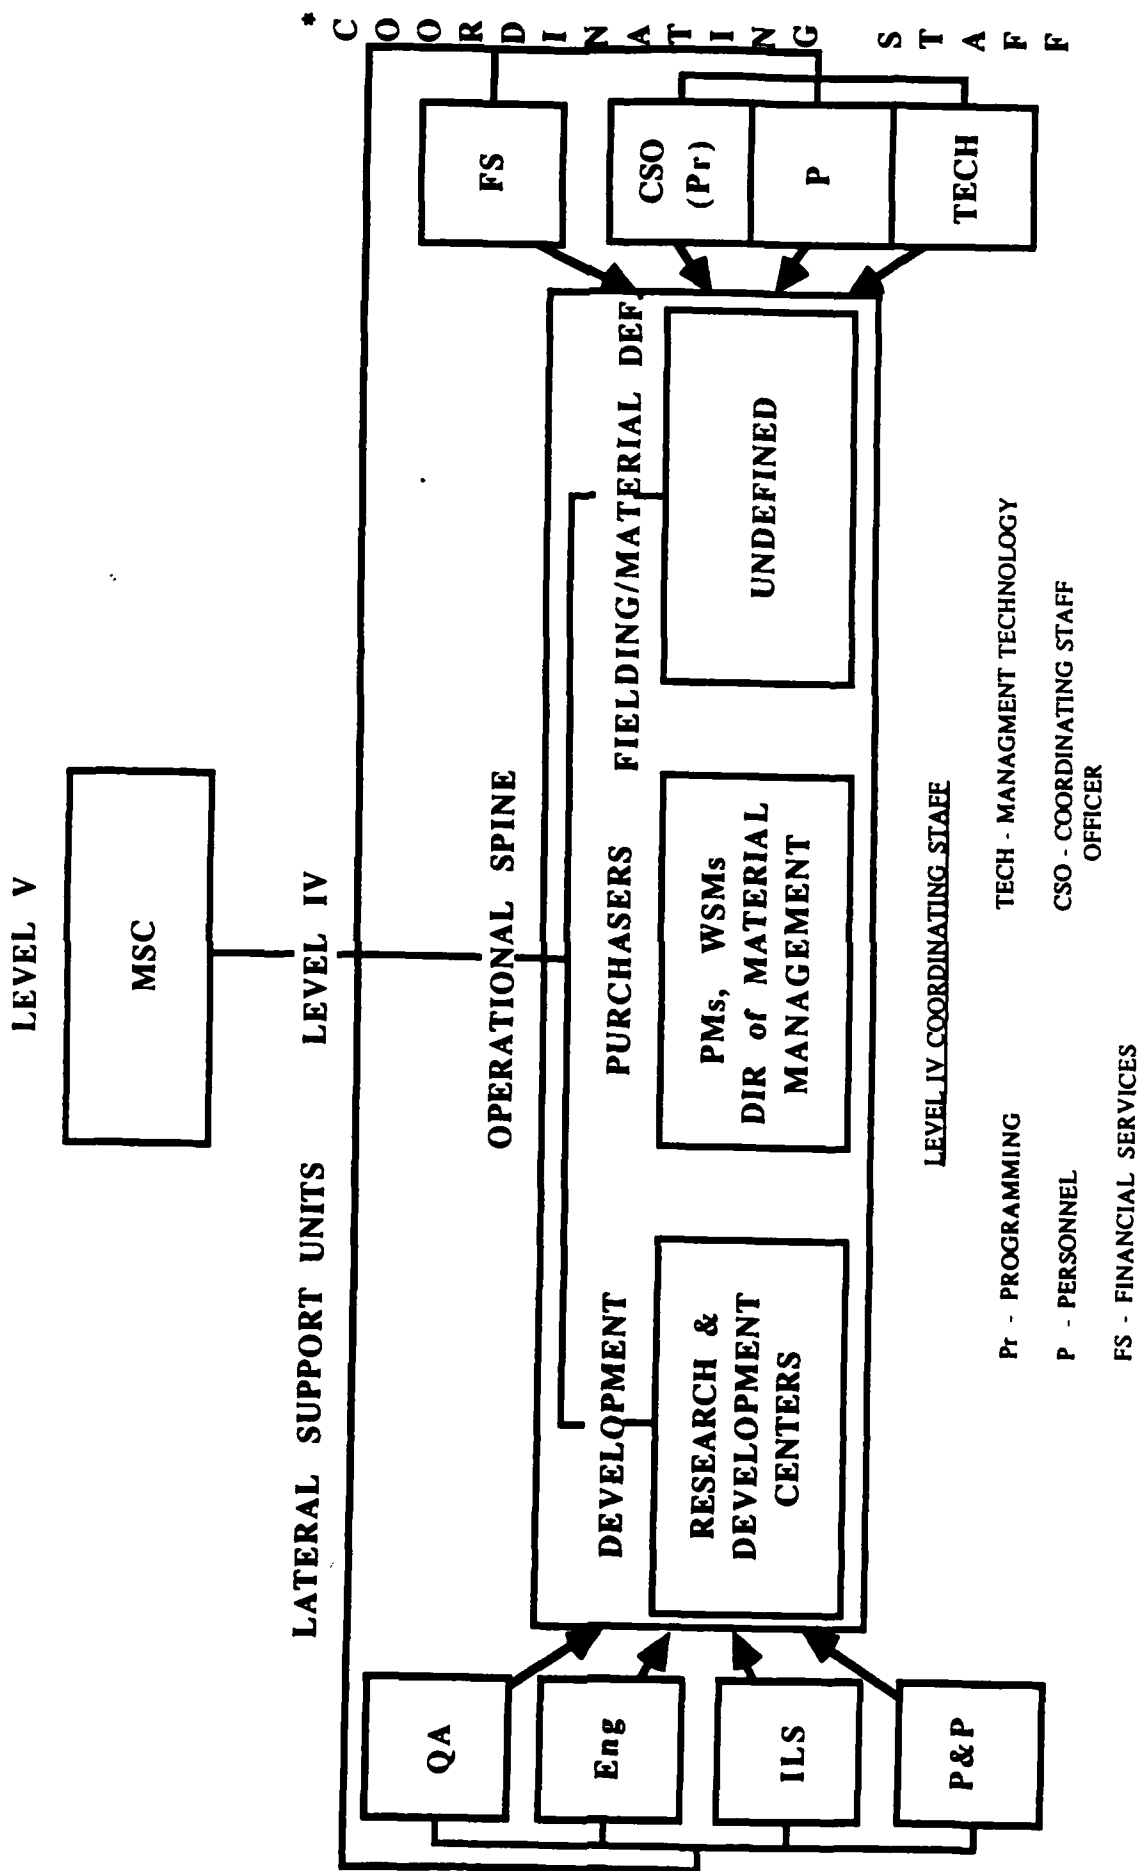 LEVEL V
MSC
LATERAL SUPPORT UNITS
LEVEL IV
* COORDINATING STAFF
OPERATIONAL SPINE
QA
Eng
ILS
P&P
DEVELOPMENT
RESEARCH &
DEVELOPMENT
CENTERS
PURCHASERS
PMs, WSMs
DIR of MATERIAL
MANAGEMENT
FIELDING/MATERIAL DEF
UNDEFINED
FS
CSO
(Pr)
P
TECH
LEVEL IV COORDINATING STAFF
Pr - PROGRAMMING
P - PERSONNEL
FS - FINANCIAL SERVICES
TECH - MANAGMENT TECHNOLOGY
CSO - COORDINATING STAFF
OFFICER